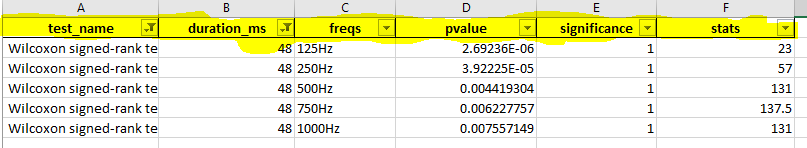 A B C D E F
test_name duration_ms freqs pvalue significance stats
Wilcoxon signed-rank te 48 125Hz 2.69236E-06 1 23
Wilcoxon signed-rank te 48 250Hz 3.92225E-05 1 57
Wilcoxon signed-rank te 48 500Hz 0.004419304 1 131
Wilcoxon signed-rank te 48 750Hz 0.006227757 1 137.5
Wilcoxon signed-rank te 48 1000Hz 0.007557149 1 131